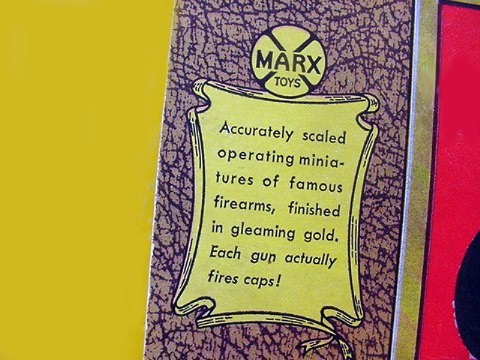 MARX
TOYS
Accurately scaled
operating minia-
tures of famous
firearms, finished
in gleaming gold.
Each gun actually
fires caps!